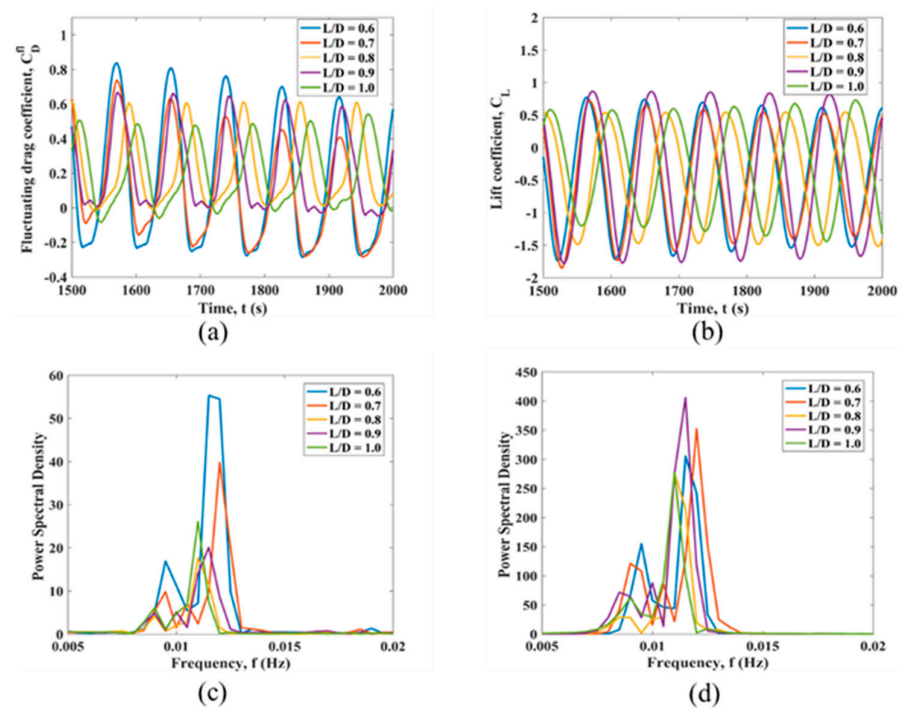 Fluctuating drag coefficient, C_D^fl
1
0.8
0.6
0.4
0.2
0
-0.2
-0.4
1500 1600 1700 1800 1900 2000
Time, t (s)
L/D = 0.6
L/D = 0.7
L/D = 0.8
L/D = 0.9
L/D = 1.0
(a)
Lift coefficient, C_L
2
1.5
1
0.5
0
-0.5
-1
-1.5
-2
1500 1600 1700 1800 1900 2000
Time, t (s)
L/D = 0.6
L/D = 0.7
L/D = 0.8
L/D = 0.9
L/D = 1.0
(b)
Power Spectral Density
60
50
40
30
20
10
0
0.005 0.01 0.015 0.02
Frequency, f (Hz)
L/D = 0.6
L/D = 0.7
L/D = 0.8
L/D = 0.9
L/D = 1.0
(c)
Power Spectral Density
450
400
350
300
250
200
150
100
50
0
0.005 0.01 0.015 0.02
Frequency, f (Hz)
L/D = 0.6
L/D = 0.7
L/D = 0.8
L/D = 0.9
L/D = 1.0
(d)